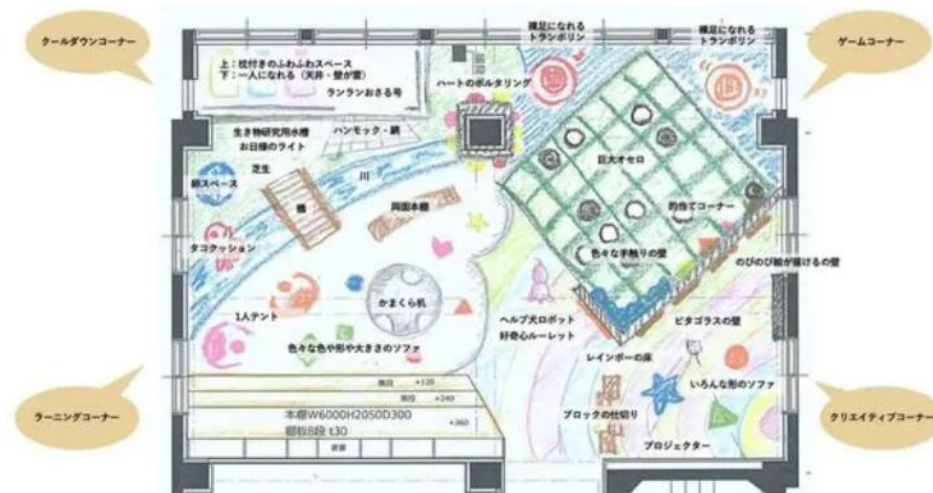 クールダウンコーナー
上：枕付きのふわふわスペース
下：一人になれる（天井・壁が雲）
ランランおさる号
ハートのボルタリング
裸足になれる
トランポリン
裸足になれる
トランポリン
ゲームコーナー
生き物研究用水槽
お日様のライト
ハンモック・網
芝生
川
橋
タコクッション
両面本棚
巨大オセロ
的当てコーナー
色々な手触りの壁
のびのび絵が描けるの壁
かまくら机
1人テント
色々な色や形や大きさのソファ
ヘルプ犬ロボット
好奇心ルーレット
ピタゴラスの壁
レインボーの床
いろんな形のソファ
ブロックの仕切り
プロジェクター
+120
+240
+360
本棚W6000H2050D300
棚板8段 t30
ラーニングコーナー
クリエイティブコーナー